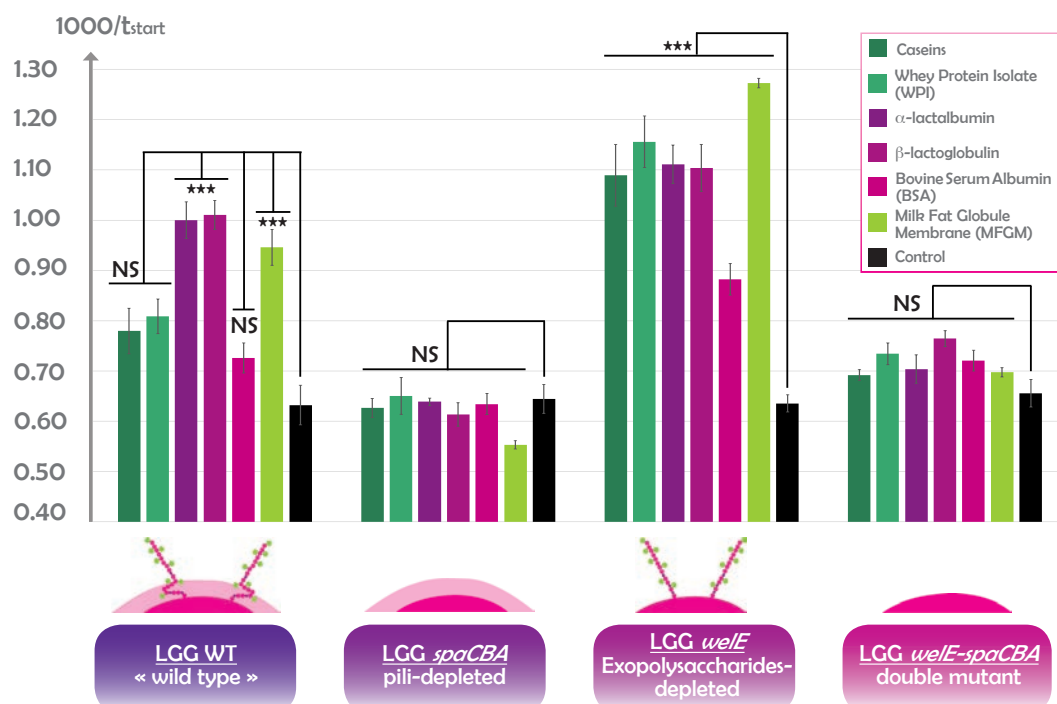 1000/tstart
1.30
1.20
1.10
1.00
0.90
0.80
0.70
0.60
0.50
0.40
NS
★★★
NS
★★★
NS
★★★
NS
Caseins
Whey Protein Isolate
(WPI)
α-lactalbumin
β-lactoglobulin
Bovine Serum Albumin
(BSA)
Milk Fat Globule
Membrane (MFGM)
Control
LGG WT
« wild type »
LGG spaCBA
pili-depleted
LGG welE
Exopolysaccharides-
depleted
LGG welE-spaCBA
double mutant